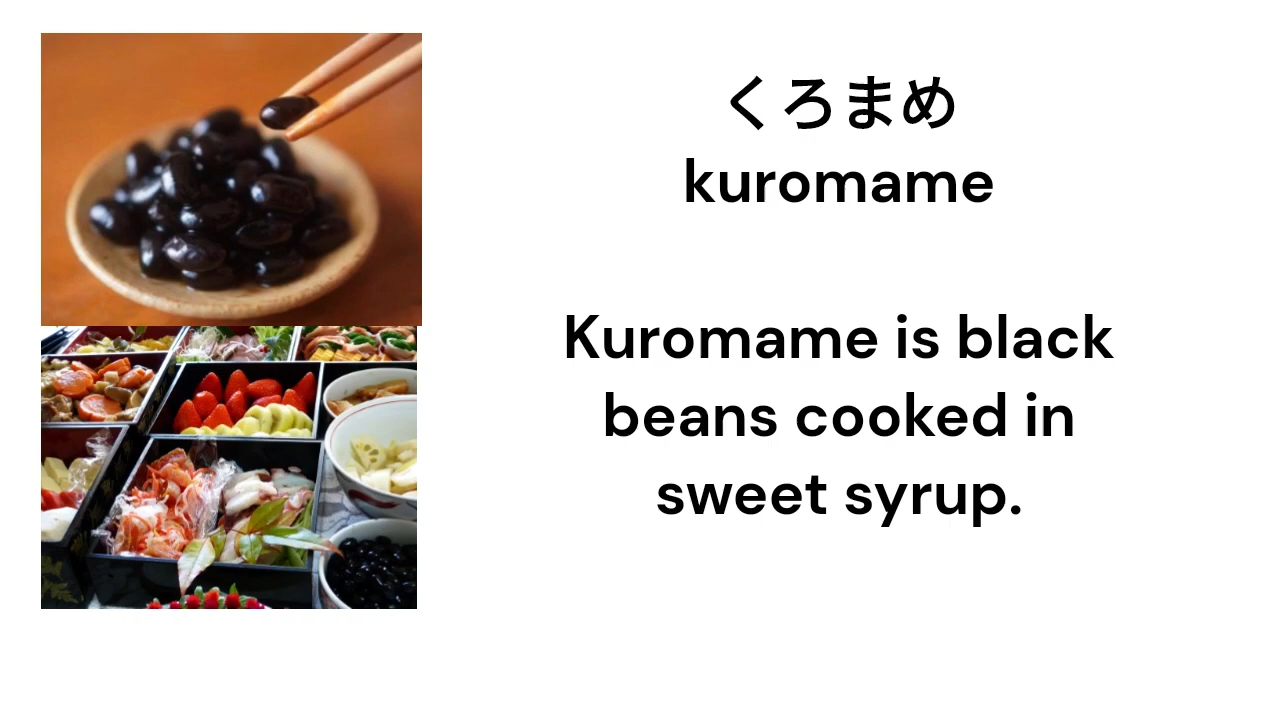 くろまめ
kuromame
Kuromame is black
beans cooked in
sweet syrup.